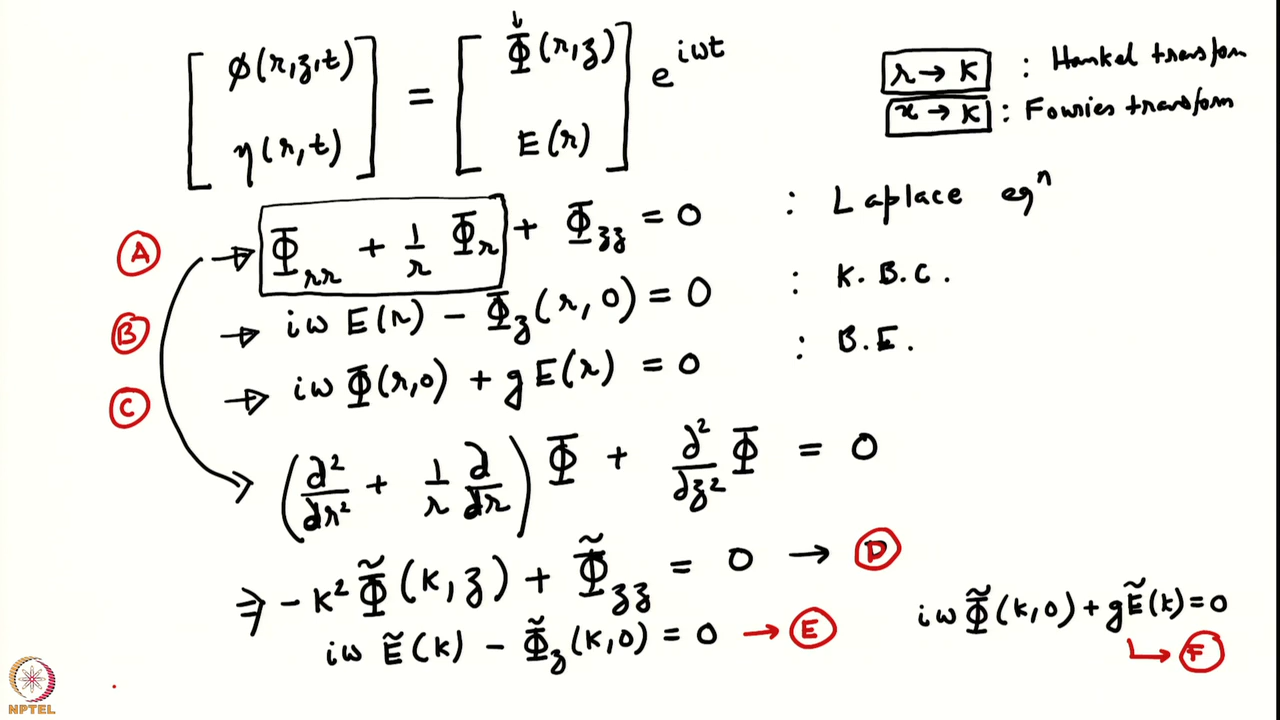 [ φ(r,z,t) ; η(r,t) ] = [ Φ(r,z) ; E(r) ] e^{iωt}
r → k : Hankel transform
x → k : Fourier transform
A → Φ_rr + 1/r Φ_r + Φ_zz = 0 : Laplace eqⁿ
B → iω E(r) − Φ_z(r,0) = 0 : K.B.C.
C → iω Φ(r,0) + g E(r) = 0 : B.E.
(∂²/∂r² + 1/r ∂/∂r) Φ + ∂²/∂z² Φ = 0
⇒ −k² Φ̃(k,z) + Φ̃_zz = 0 → D
iω Ẽ(k) − Φ̃_z(k,0) = 0 → E
iω Φ̃(k,0) + g Ẽ(k) = 0
→ F
NPTEL